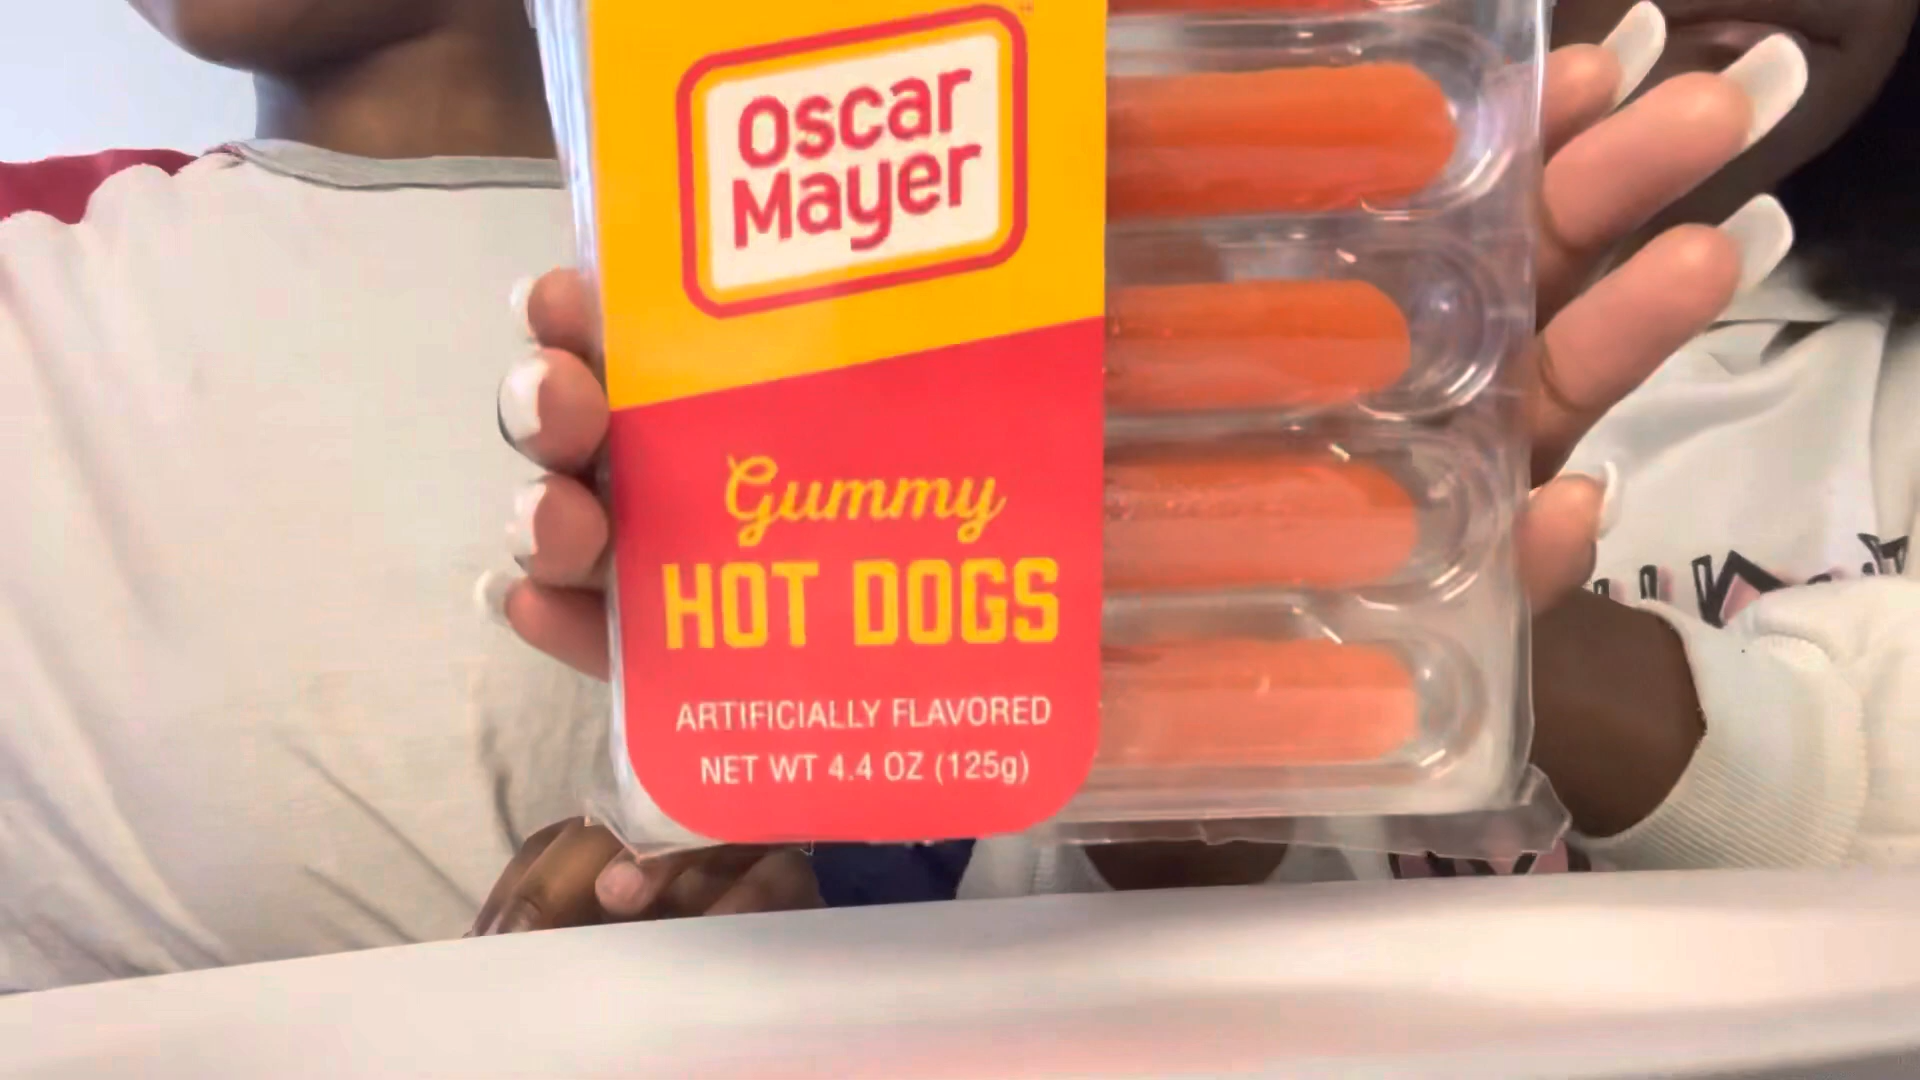 Oscar
Mayer
Gummy
HOT DOGS
ARTIFICIALLY FLAVORED
NET WT 4.4 OZ (125g)